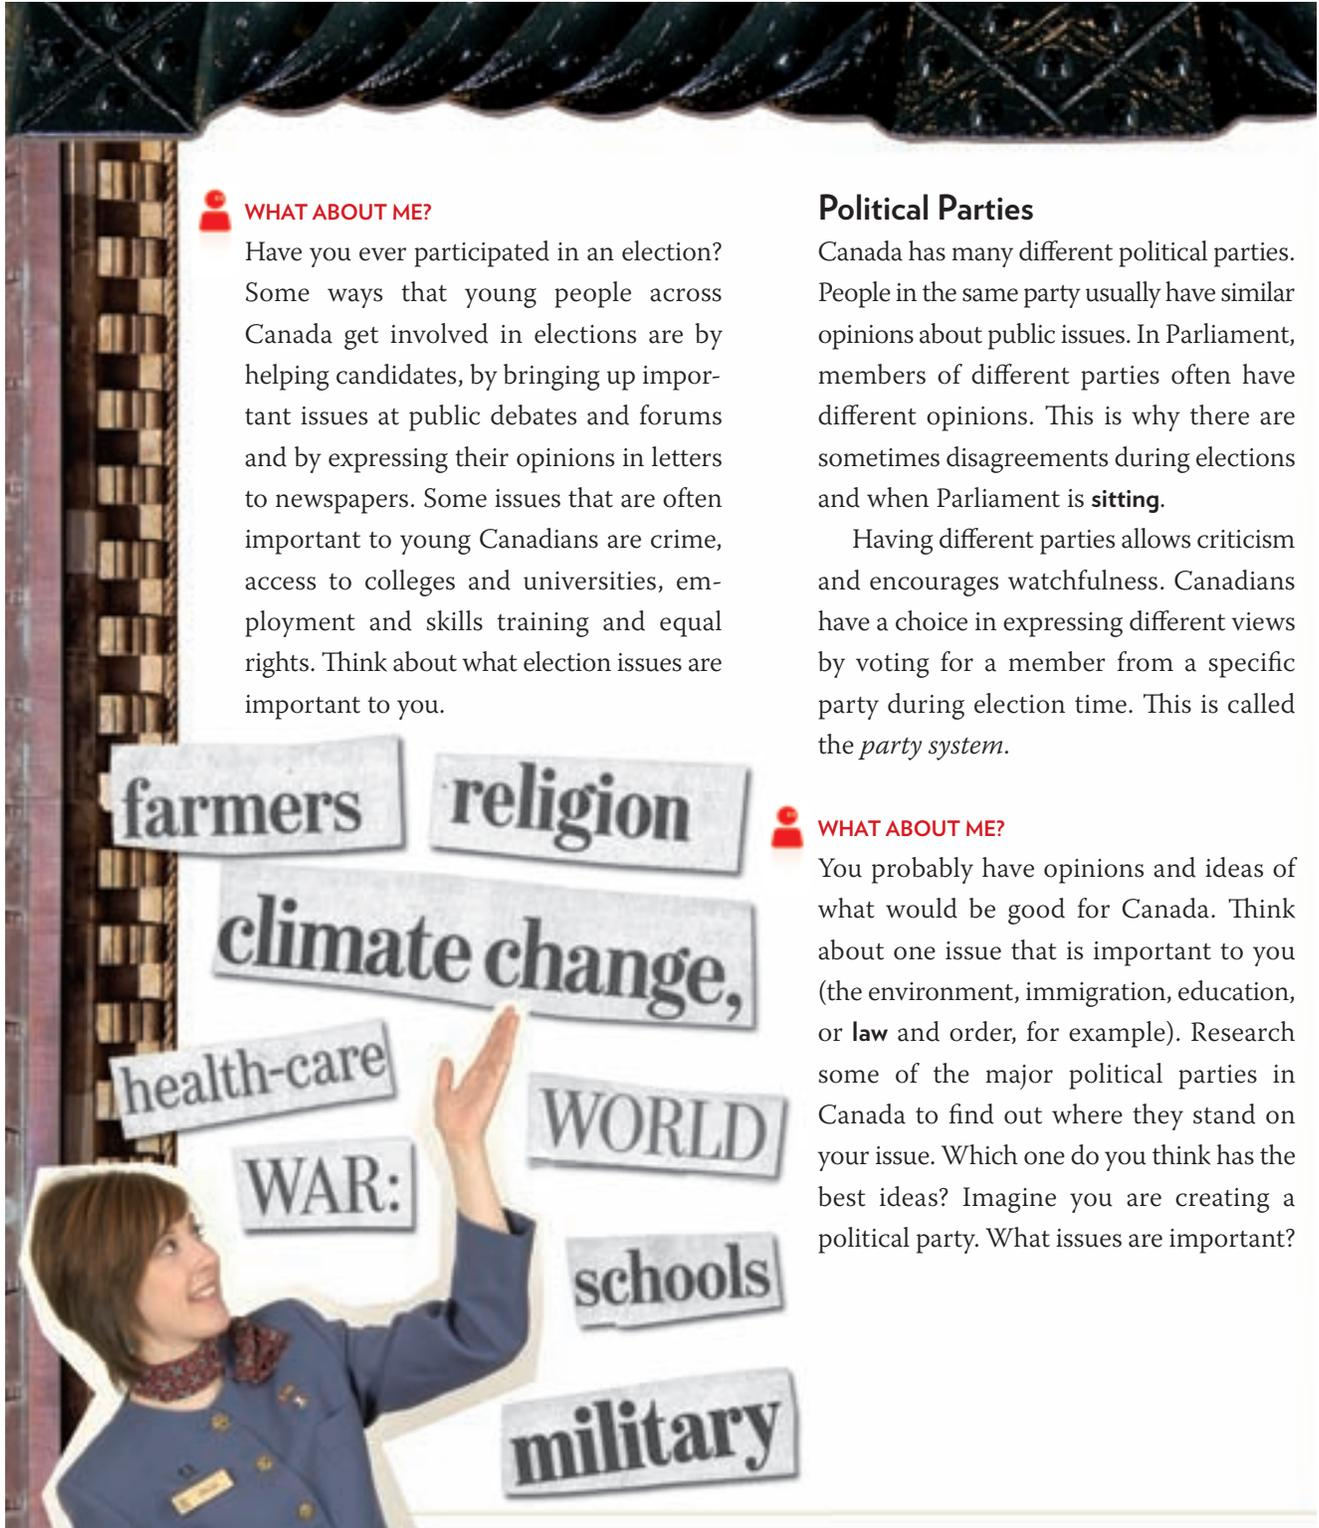 WHAT ABOUT ME?
Have you ever participated in an election?
Some ways that young people across
Canada get involved in elections are by
helping candidates, by bringing up impor-
tant issues at public debates and forums
and by expressing their opinions in letters
to newspapers. Some issues that are often
important to young Canadians are crime,
access to colleges and universities, em-
ployment and skills training and equal
rights. Think about what election issues are
important to you.
farmers
religion
climate change,
health-care
WORLD
WAR:
schools
military
Political Parties
Canada has many different political parties.
People in the same party usually have similar
opinions about public issues. In Parliament,
members of different parties often have
different opinions. This is why there are
sometimes disagreements during elections
and when Parliament is sitting.
Having different parties allows criticism
and encourages watchfulness. Canadians
have a choice in expressing different views
by voting for a member from a specific
party during election time. This is called
the party system.
WHAT ABOUT ME?
You probably have opinions and ideas of
what would be good for Canada. Think
about one issue that is important to you
(the environment, immigration, education,
or law and order, for example). Research
some of the major political parties in
Canada to find out where they stand on
your issue. Which one do you think has the
best ideas? Imagine you are creating a
political party. What issues are important?